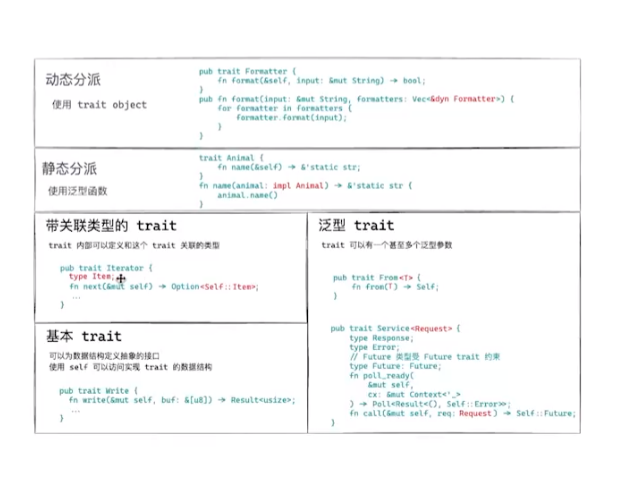 动态分派
使用 trait object
pub trait Formatter {
fn format(&self, input: &mut String) → bool;
}
pub fn format(input: &mut String, formatters: Vec<&dyn Formatter>) {
for formatter in formatters {
formatter.format(input);
}
}
静态分派
使用泛型函数
trait Animal {
fn name(&self) → &'static str;
}
fn name(animal: impl Animal) → &'static str {
animal.name()
}
带关联类型的 trait
trait 内部可以定义和这个 trait 关联的类型
pub trait Iterator {
type Item;
fn next(&mut self) → Option<Self::Item>;
...
}
基本 trait
可以为数据结构定义抽象的接口
使用 self 可以访问实现 trait 的数据结构
pub trait Write {
fn write(&mut self, buf: &[u8]) → Result<usize>;
...
}
泛型 trait
trait 可以有一个甚至多个泛型参数
pub trait From<T> {
fn from(T) → Self;
}
pub trait Service<Request> {
type Response;
type Error;
// Future 类型受 Future trait 约束
type Future: Future;
fn poll_ready(
&mut self,
cx: &mut Context<'_>
) → Poll<Result<(), Self::Error>>;
fn call(&mut self, req: Request) → Self::Future;
}